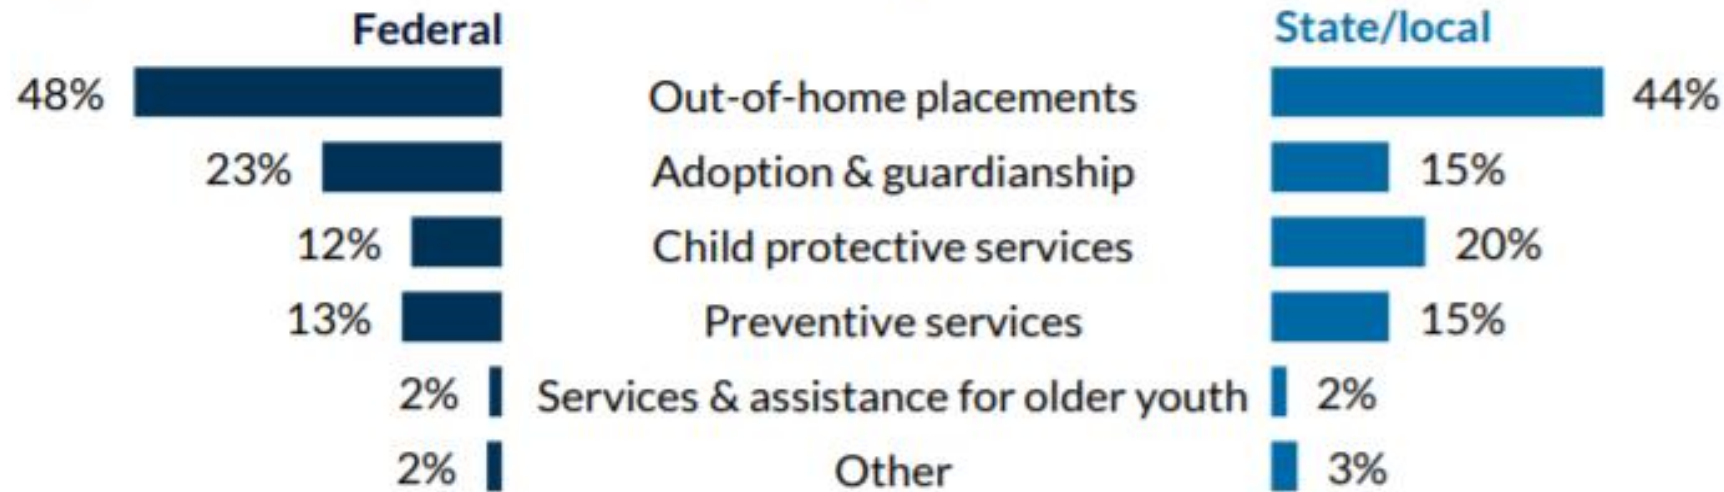 Federal State/local
48% Out-of-home placements 44%
23% Adoption & guardianship 15%
12% Child protective services 20%
13% Preventive services 15%
2% Services & assistance for older youth 2%
2% Other 3%